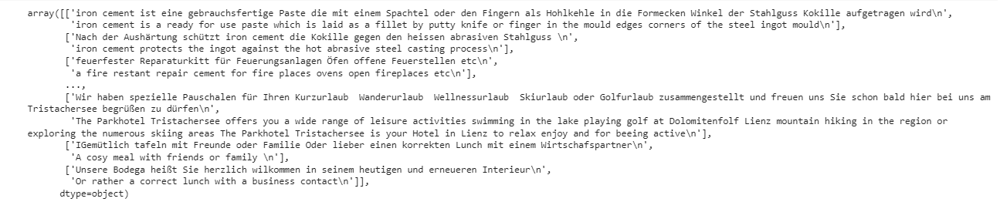 array([['iron cement ist eine gebrauchsfertige Paste die mit einem Spachtel oder den Fingern als Hohlkehle in die Formecken Winkel der Stahlguss Kokille aufgetragen wird\n',
'iron cement is a ready for use paste which is laid as a fillet by putty knife or finger in the mould edges corners of the steel ingot mould\n'],
['Nach der Aushärtung schützt iron cement die Kokille gegen den heissen abrasiven Stahlguss \n',
'iron cement protects the ingot against the hot abrasive steel casting process\n'],
['feuerfester Reparaturkitt für Feuerungsanlagen Öfen offene Feuerstellen etc\n',
'a fire restant repair cement for fire places ovens open fireplaces etc\n'],
...,
['Wir haben spezielle Pauschalen für Ihren Kurzurlaub  Wanderurlaub  Wellnessurlaub  Skiurlaub oder Golfurlaub zusammengestellt und freuen uns Sie schon bald hier bei uns am
Tristachersee begrüßen zu dürfen\n',
'The Parkhotel Tristachersee offers you a wide range of leisure activities swimming in the lake playing golf at Dolomitenfolf Lienz mountain hiking in the region or
exploring the numerous skiing areas The Parkhotel Tristachersee is your Hotel in Lienz to relax enjoy and for beeing active\n'],
['IGemütlich tafeln mit Freunde oder Familie Oder lieber einen korrekten Lunch mit einem Wirtschafspartner\n',
'A cosy meal with friends or family \n'],
['Unsere Bodega heißt Sie herzlich wilkommen in seinem heutigen und erneueren Interieur\n',
'Or rather a correct lunch with a business contact\n']],
dtype=object)